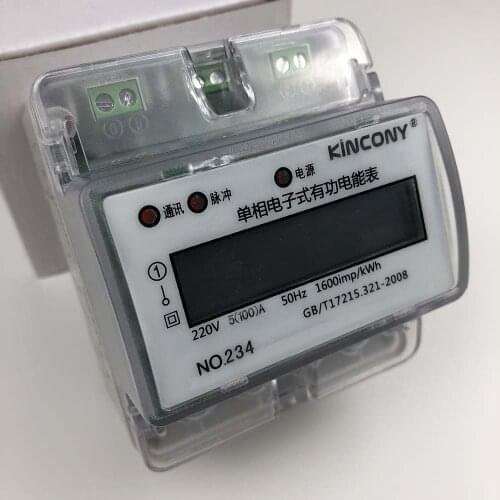 KINCONY®
电源
通讯 脉冲
单相电子式有功电能表
1
220V 5(100)A 50Hz 1600imp/kWh
GB/T17215.321-2008
NO.234